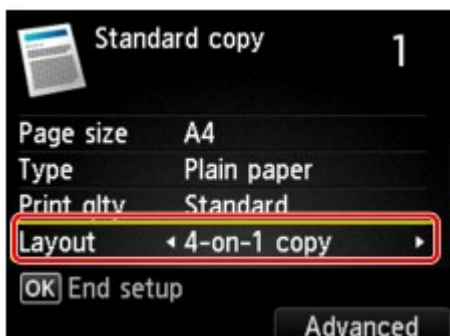 Standard copy 1
Page size A4
Type Plain paper
Print qlty Standard
Layout 4-on-1 copy
OK End setup
Advanced